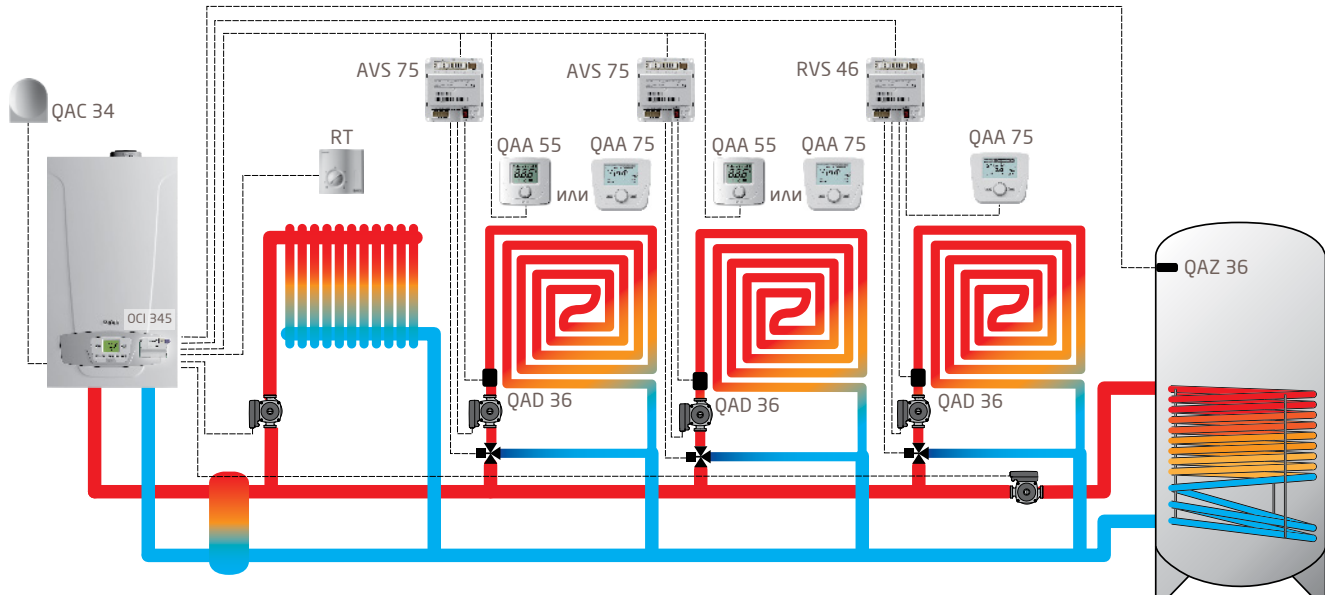 AVS 75
AVS 75
RVS 46
QAC 34
RT
QAA 55
QAA 75
QAA 55
QAA 75
QAA 75
или
или
QAZ 36
OCI 345
QAD 36
QAD 36
QAD 36